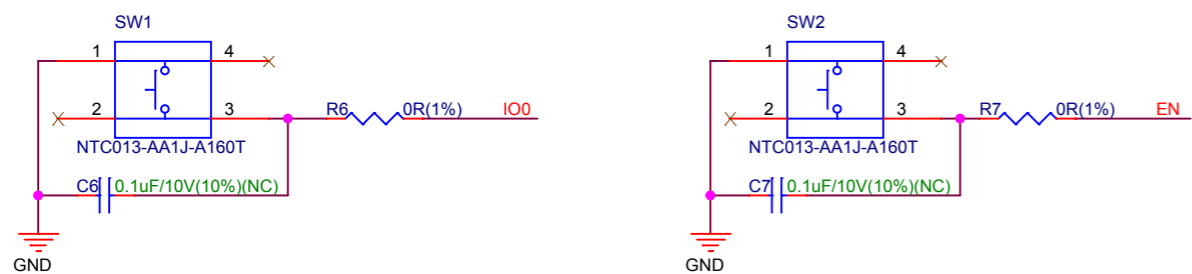 SW1
1
4
2
3
R6
0R(1%)
IO0
NTC013-AA1J-A160T
C6
0.1uF/10V(10%)(NC)
GND
SW2
1
4
2
3
R7
0R(1%)
EN
NTC013-AA1J-A160T
C7
0.1uF/10V(10%)(NC)
GND